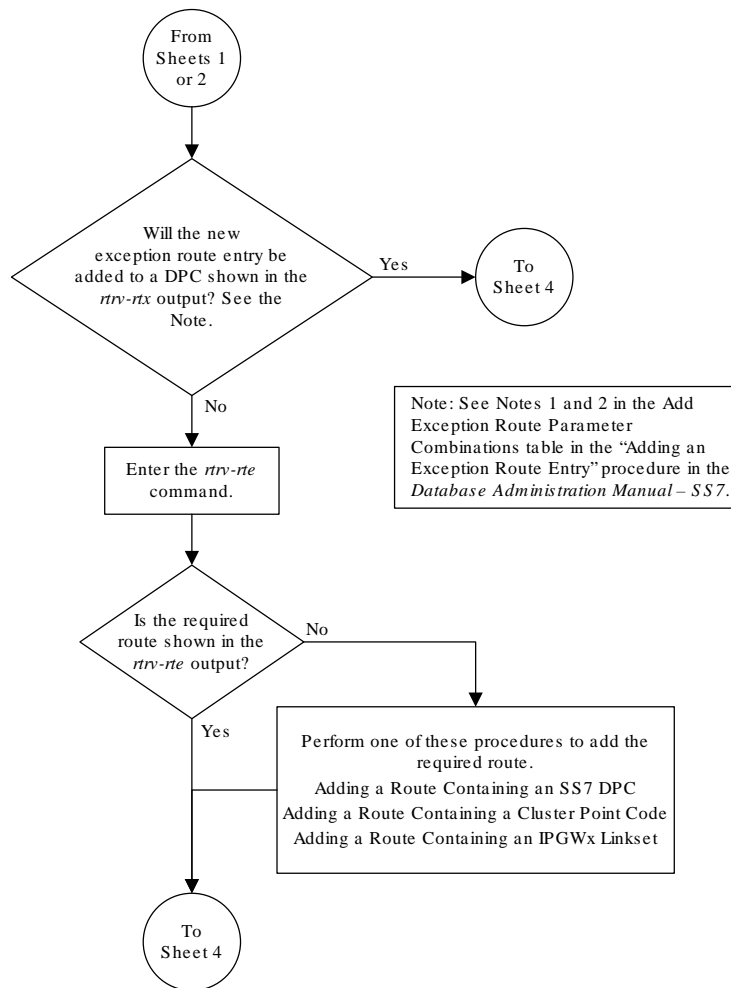 From
Sheets 1
or 2
Will the new
exception route entry be
added to a DPC shown in the
rtrv-rtx output? See the
Note.
Yes
To
Sheet 4
No
Note: See Notes 1 and 2 in the Add
Exception Route Parameter
Combinations table in the “Adding an
Exception Route Entry” procedure in the
Database Administration Manual – SS7.
Enter the rtrv-rte
command.
Is the required
route shown in the
rtrv-rte output?
No
Yes
Perform one of these procedures to add the
required route.
Adding a Route Containing an SS7 DPC
Adding a Route Containing a Cluster Point Code
Adding a Route Containing an IPGWx Linkset
To
Sheet 4